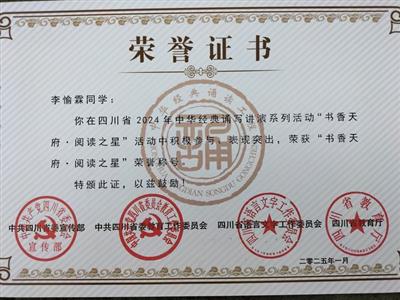 荣誉证书
李愉霖同学：
你在四川省2024年中华经典诵写讲演系列活动“书香天
府·阅读之星”活动中积极参与，表现突出，荣获“书香天
府·阅读之星”荣誉称号。
特颁此证，以兹鼓励。
中共四川省委宣传部 中共四川省委教育工作委员会 四川省语言文字工作委员会 四川省教育厅
二〇二五年一月